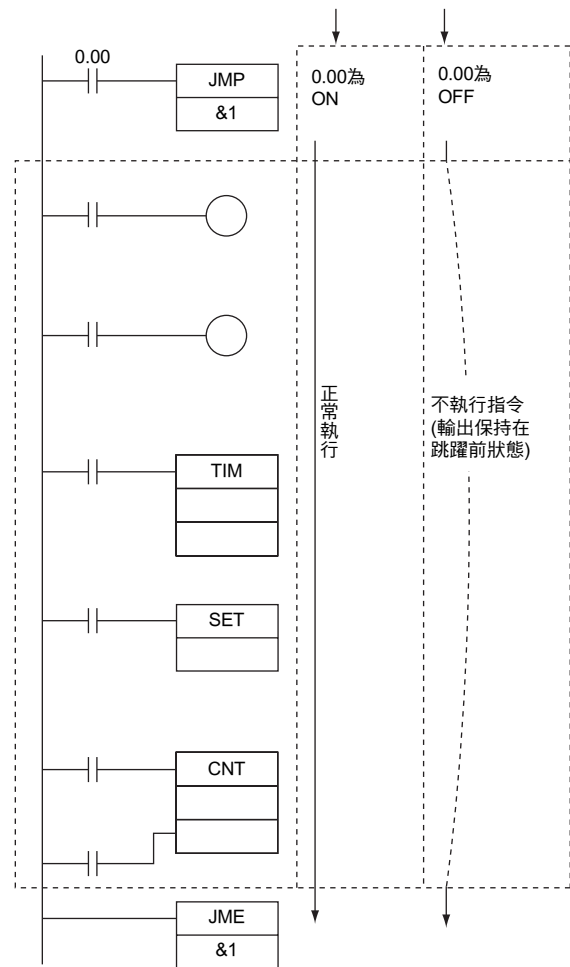 0.00
JMP
&1
0.00為
ON
0.00為
OFF
正常執行
不執行指令
(輸出保持在
跳躍前狀態)
TIM
SET
CNT
JME
&1